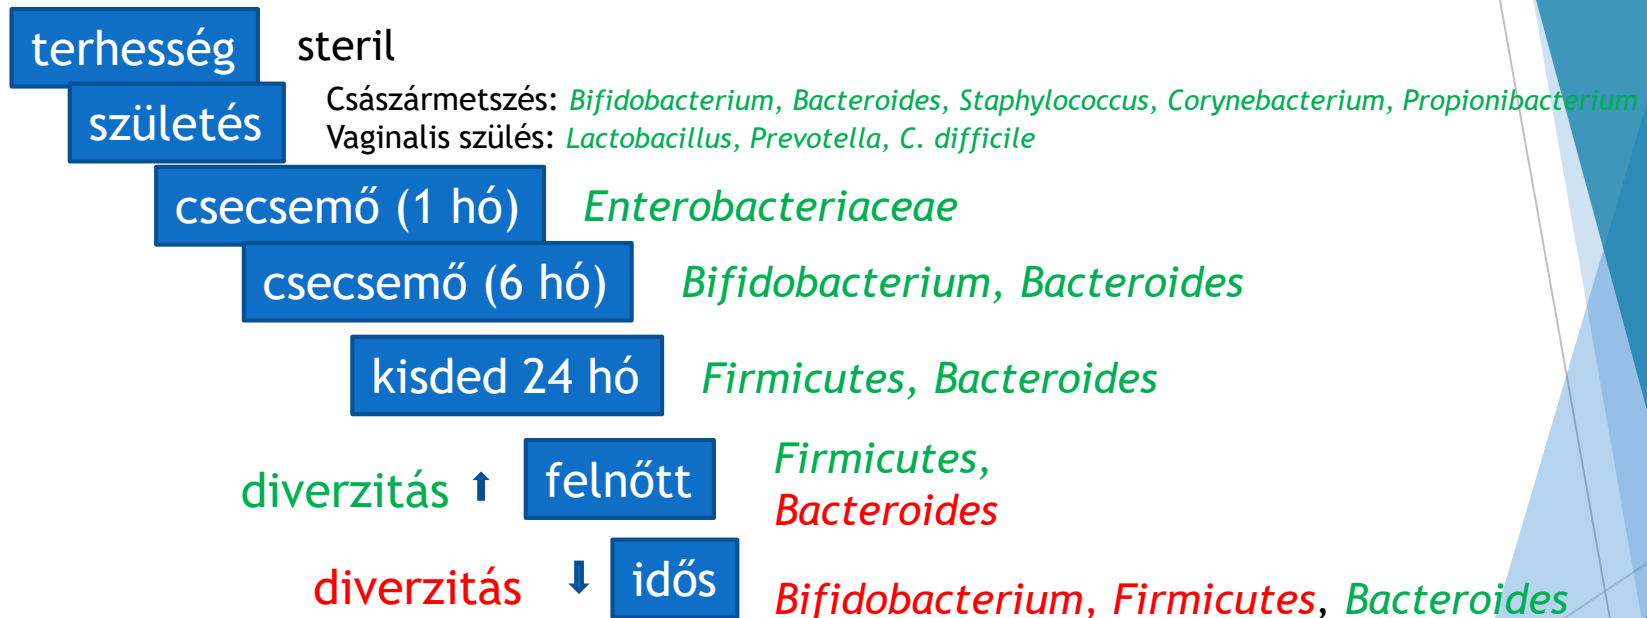 terhesség steril
születés Császármetszés: Bifidobacterium, Bacteroides, Staphylococcus, Corynebacterium, Propionibacterium
Vaginalis szülés: Lactobacillus, Prevotella, C. difficile
csecsemő (1 hó) Enterobacteriaceae
csecsemő (6 hó) Bifidobacterium, Bacteroides
kisded 24 hó Firmicutes, Bacteroides
diverzitás ⬆ felnőtt Firmicutes,
Bacteroides
diverzitás ⬇ idős Bifidobacterium, Firmicutes, Bacteroides